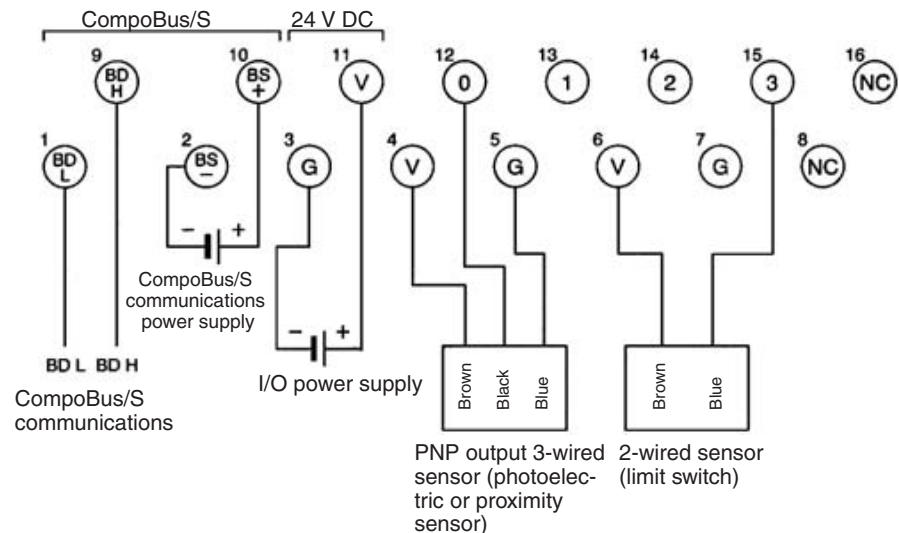 CompoBus/S 24 V DC
9 10 11 12 13 14 15 16
BD
H
BS
+
V 0 1 2 3 NC
1 2 3 4 5 6 7 8
BD
L
BS
−
G V G V G NC
− +
CompoBus/S
communications
power supply
− +
I/O power supply
BD L BD H
CompoBus/S
communications
Brown Black Blue
Brown Blue
PNP output 3-wired
sensor (photoelec-
tric or proximity
sensor)
2-wired sensor
(limit switch)